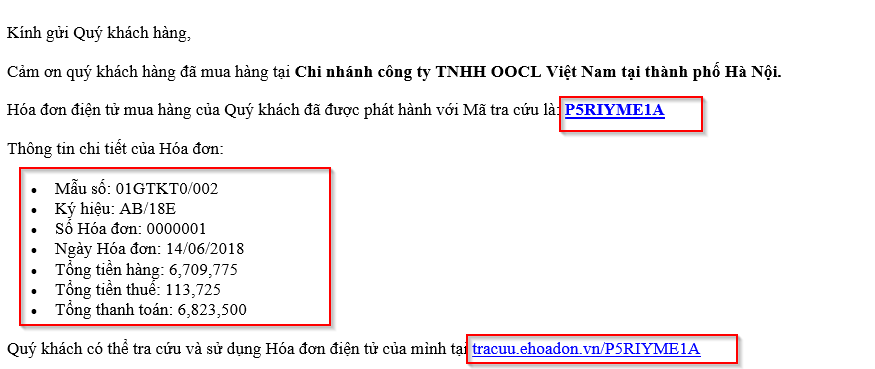 Kính gửi Quý khách hàng,
Cảm ơn quý khách hàng đã mua hàng tại Chi nhánh công ty TNHH OOCL Việt Nam tại thành phố Hà Nội.
Hóa đơn điện tử mua hàng của Quý khách đã được phát hành với Mã tra cứu là: P5RIYME1A
Thông tin chi tiết của Hóa đơn:
• Mẫu số: 01GTKT0/002
• Ký hiệu: AB/18E
• Số Hóa đơn: 0000001
• Ngày Hóa đơn: 14/06/2018
• Tổng tiền hàng: 6,709,775
• Tổng tiền thuế: 113,725
• Tổng thanh toán: 6,823,500
Quý khách có thể tra cứu và sử dụng Hóa đơn điện tử của mình tại tracuu.ehoadon.vn/P5RIYME1A